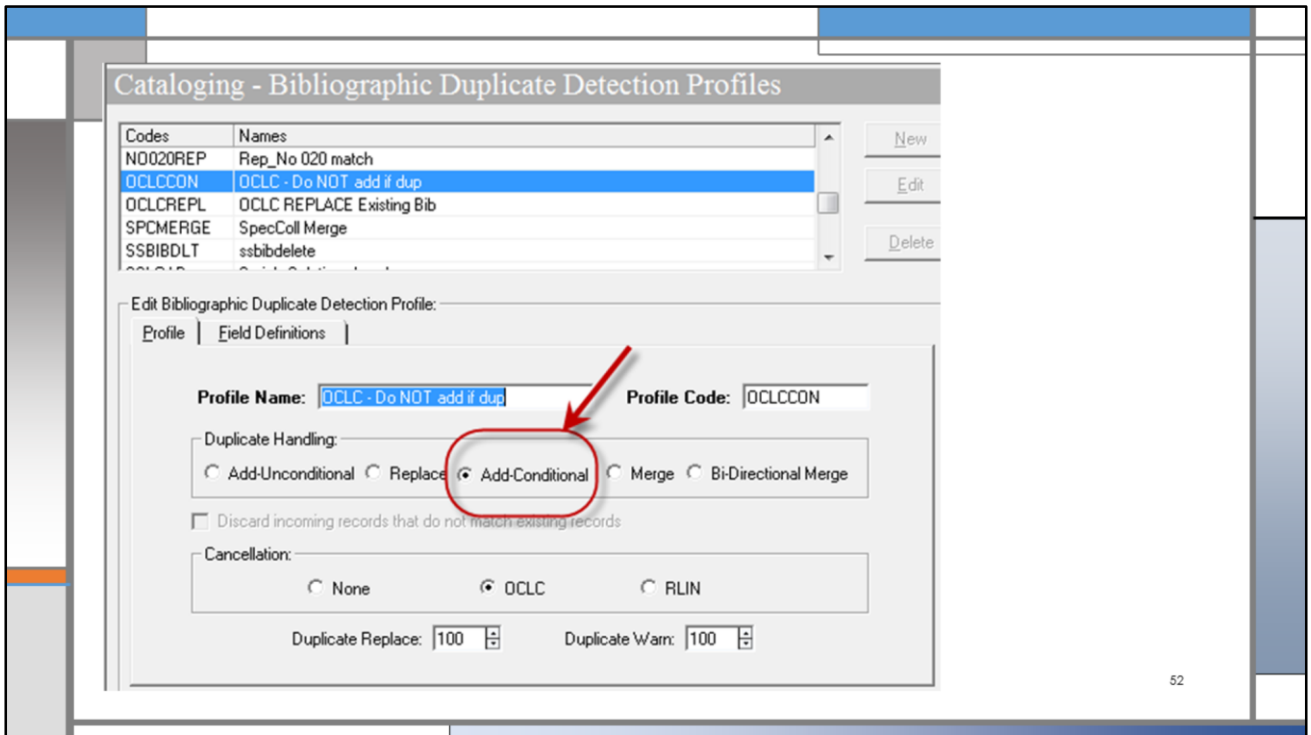 Cataloging - Bibliographic Duplicate Detection Profiles
Codes Names
NO020REP Rep_No 020 match
OCLCCON OCLC - Do NOT add if dup
OCLCREPL OCLC REPLACE Existing Bib
SPCMERGE SpecColl Merge
SSBIBDLT ssbibdelete
New
Edit
Delete
Edit Bibliographic Duplicate Detection Profile:
Profile Field Definitions
Profile Name: OCLC - Do NOT add if dup Profile Code: OCLCCON
Duplicate Handling:
Add-Unconditional Replace Add-Conditional Merge Bi-Directional Merge
Discard incoming records that do not match existing records
Cancellation:
None OCLC RLIN
Duplicate Replace: 100 Duplicate Warn: 100
52